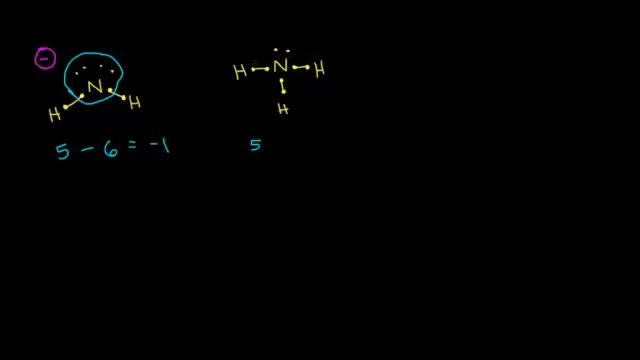 −
N H H
H N H
H
5 − 6 = −1
5